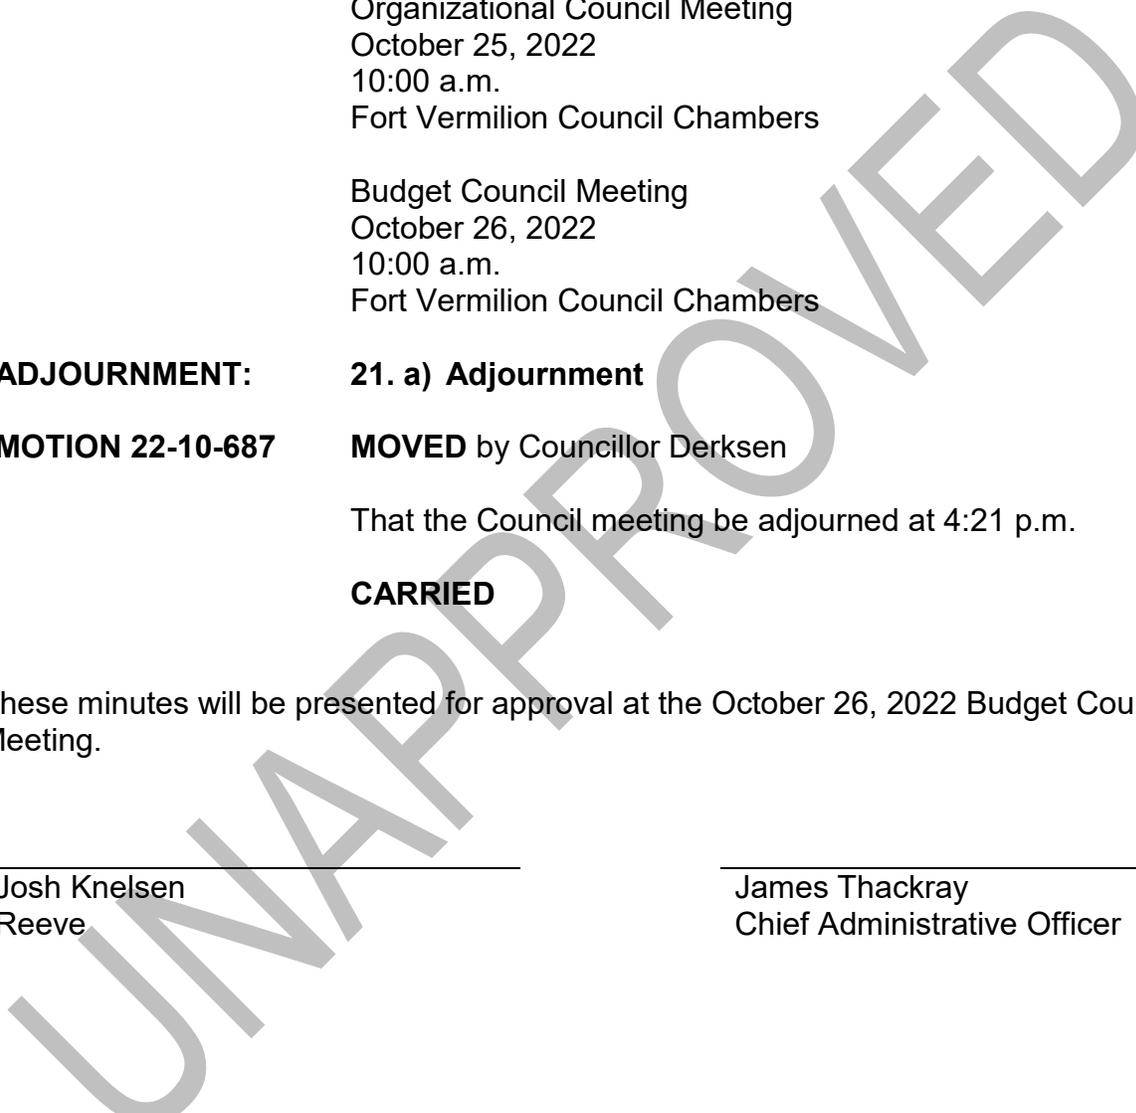 Organizational Council Meeting
October 25, 2022
10:00 a.m.
Fort Vermilion Council Chambers
Budget Council Meeting
October 26, 2022
10:00 a.m.
Fort Vermilion Council Chambers
ADJOURNMENT: 21. a) Adjournment
MOTION 22-10-687 MOVED by Councillor Derksen
That the Council meeting be adjourned at 4:21 p.m.
CARRIED
hese minutes will be presented for approval at the October 26, 2022 Budget Cou
Meeting.
Josh Knelsen James Thackray
Reeve Chief Administrative Officer
UNAPPROVED